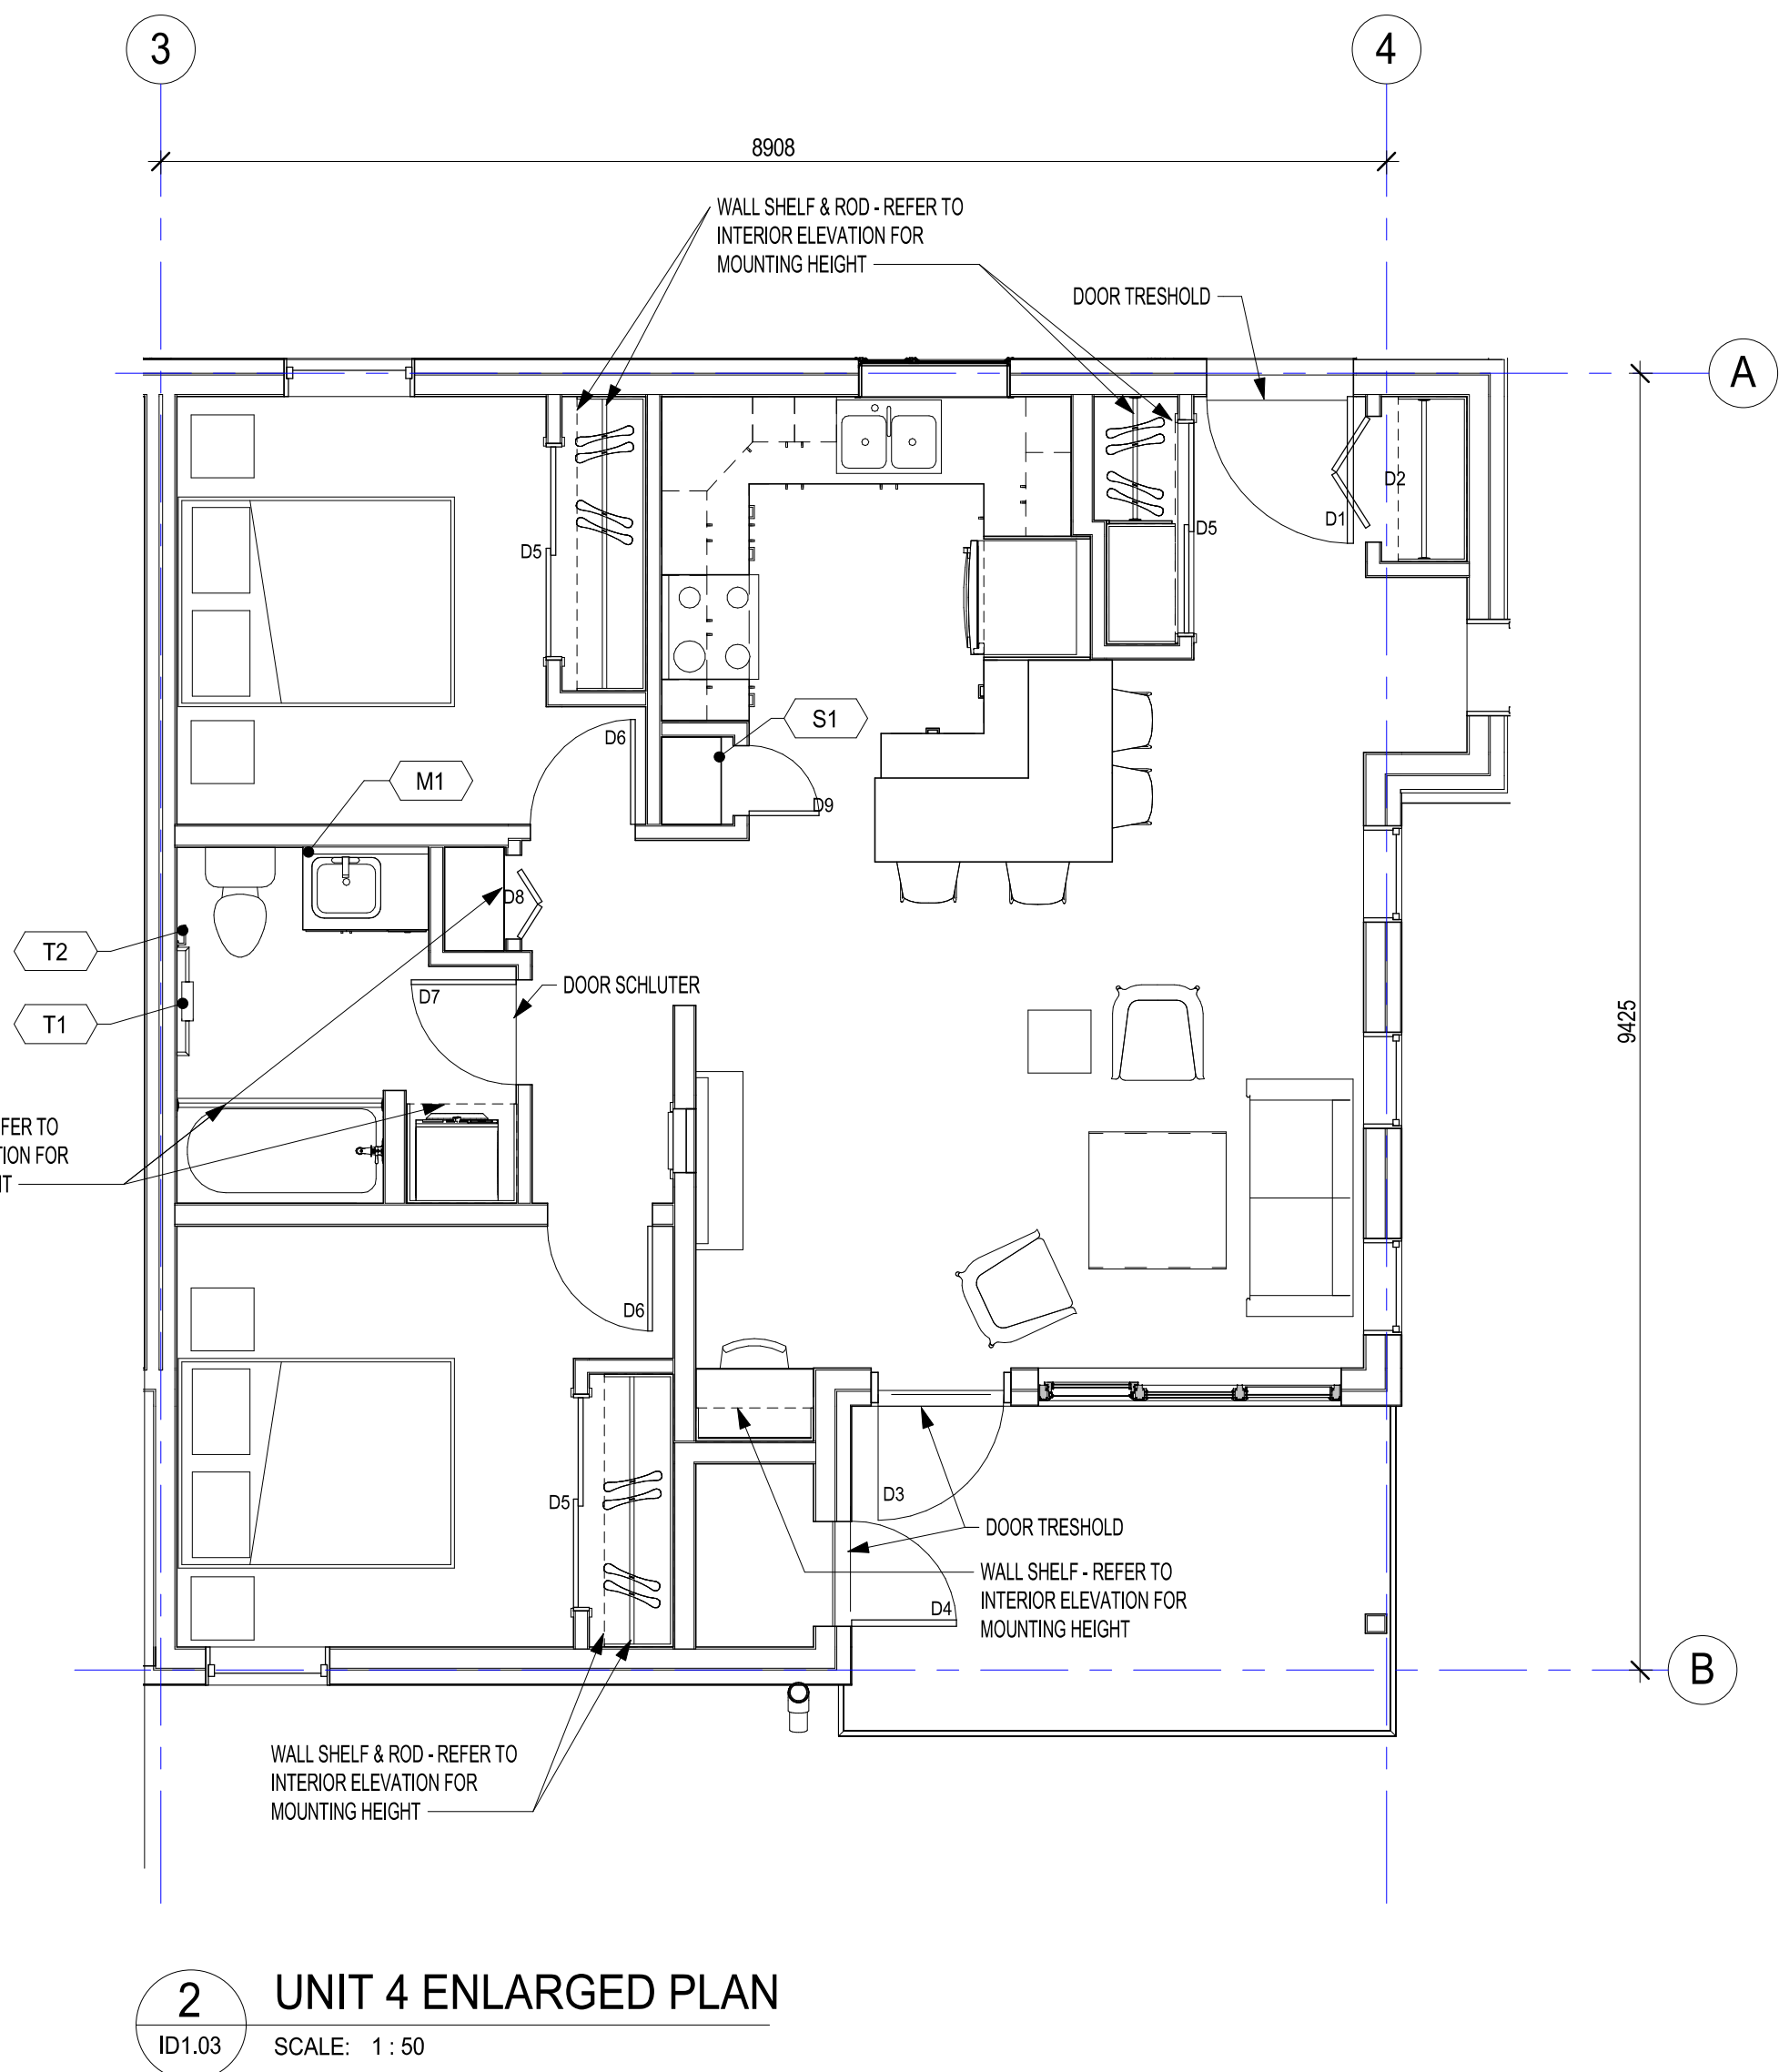 3
4
8908
WALL SHELF & ROD - REFER TO
INTERIOR ELEVATION FOR
MOUNTING HEIGHT
DOOR TRESHOLD
A
D2
D1
D5
D5
S1
D6
M1
D9
D8
T2
DOOR SCHLUTER
D7
T1
9425
FER TO
TION FOR
T
D6
D5
D3
DOOR TRESHOLD
WALL SHELF - REFER TO
INTERIOR ELEVATION FOR
MOUNTING HEIGHT
D4
B
WALL SHELF & ROD - REFER TO
INTERIOR ELEVATION FOR
MOUNTING HEIGHT
2
UNIT 4 ENLARGED PLAN
ID1.03
SCALE: 1 : 50